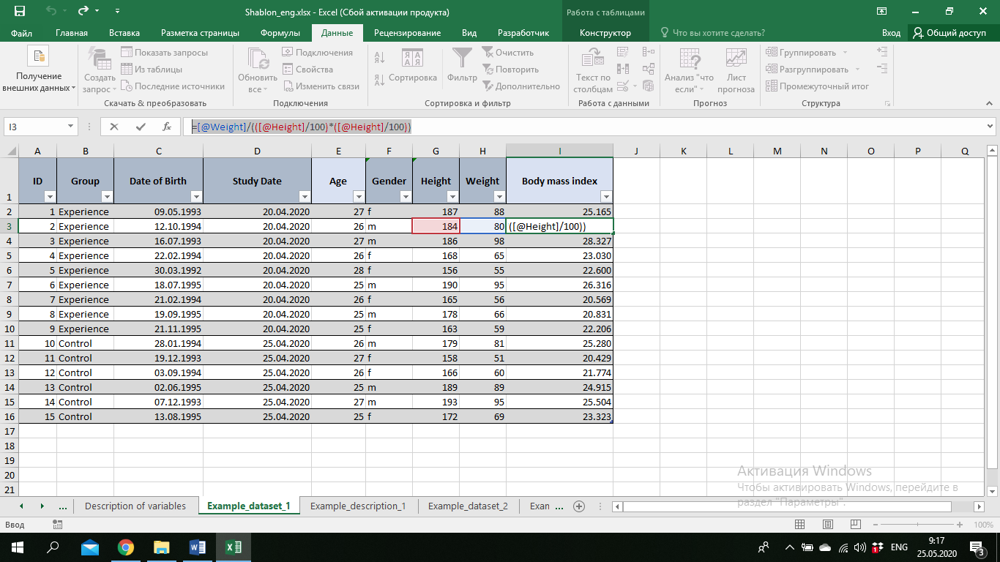 Shablon_eng.xlsx - Excel (Сбой активации продукта)
Работа с таблицами
Файл Главная Вставка Разметка страницы Формулы Данные Рецензирование Вид Разработчик Конструктор Что вы хотите сделать? Вход Общий доступ
Получение внешних данных
Создать запрос
Показать запросы
Из таблицы
Последние источники
Скачать & преобразовать
Обновить все
Подключения
Свойства
Изменить связи
Подключения
Сортировка
Фильтр
Очистить
Повторить
Дополнительно
Сортировка и фильтр
Текст по столбцам
Работа с данными
Анализ "что если"
Лист прогноза
Прогноз
Группировать
Разгруппировать
Промежуточный итог
Структура
I3 fx =[@Weight]/(([@Height]/100)*([@Height]/100))
A B C D E F G H I J K L M N O P Q
1 ID Group Date of Birth Study Date Age Gender Height Weight Body mass index
2 1 Experience 09.05.1993 20.04.2020 27 f 187 88 25.165
3 2 Experience 12.10.1994 20.04.2020 26 m 184 80 ([@Height]/100))
4 3 Experience 16.07.1993 20.04.2020 27 m 186 98 28.327
5 4 Experience 22.02.1994 20.04.2020 26 f 168 65 23.030
6 5 Experience 30.03.1992 20.04.2020 28 f 156 55 22.600
7 6 Experience 18.07.1995 20.04.2020 25 m 190 95 26.316
8 7 Experience 21.02.1994 20.04.2020 26 f 165 56 20.569
9 8 Experience 19.09.1995 20.04.2020 25 m 178 66 20.831
10 9 Experience 21.11.1995 20.04.2020 25 f 163 59 22.206
11 10 Control 28.01.1994 25.04.2020 26 m 179 81 25.280
12 11 Control 19.12.1993 25.04.2020 27 f 158 51 20.429
13 12 Control 03.09.1994 25.04.2020 26 f 166 60 21.774
14 13 Control 02.06.1995 25.04.2020 25 m 189 89 24.915
15 14 Control 07.12.1993 25.04.2020 27 m 193 95 25.504
16 15 Control 13.08.1995 25.04.2020 25 f 172 69 23.323
17
18
19
20
21
Активация Windows
Чтобы активировать Windows, перейдите в
раздел "Параметры".
... Description of variables Example_dataset_1 Example_description_1 Example_dataset_2 Exan ...
Ввод 100%
ENG 9:17
25.05.2020 3